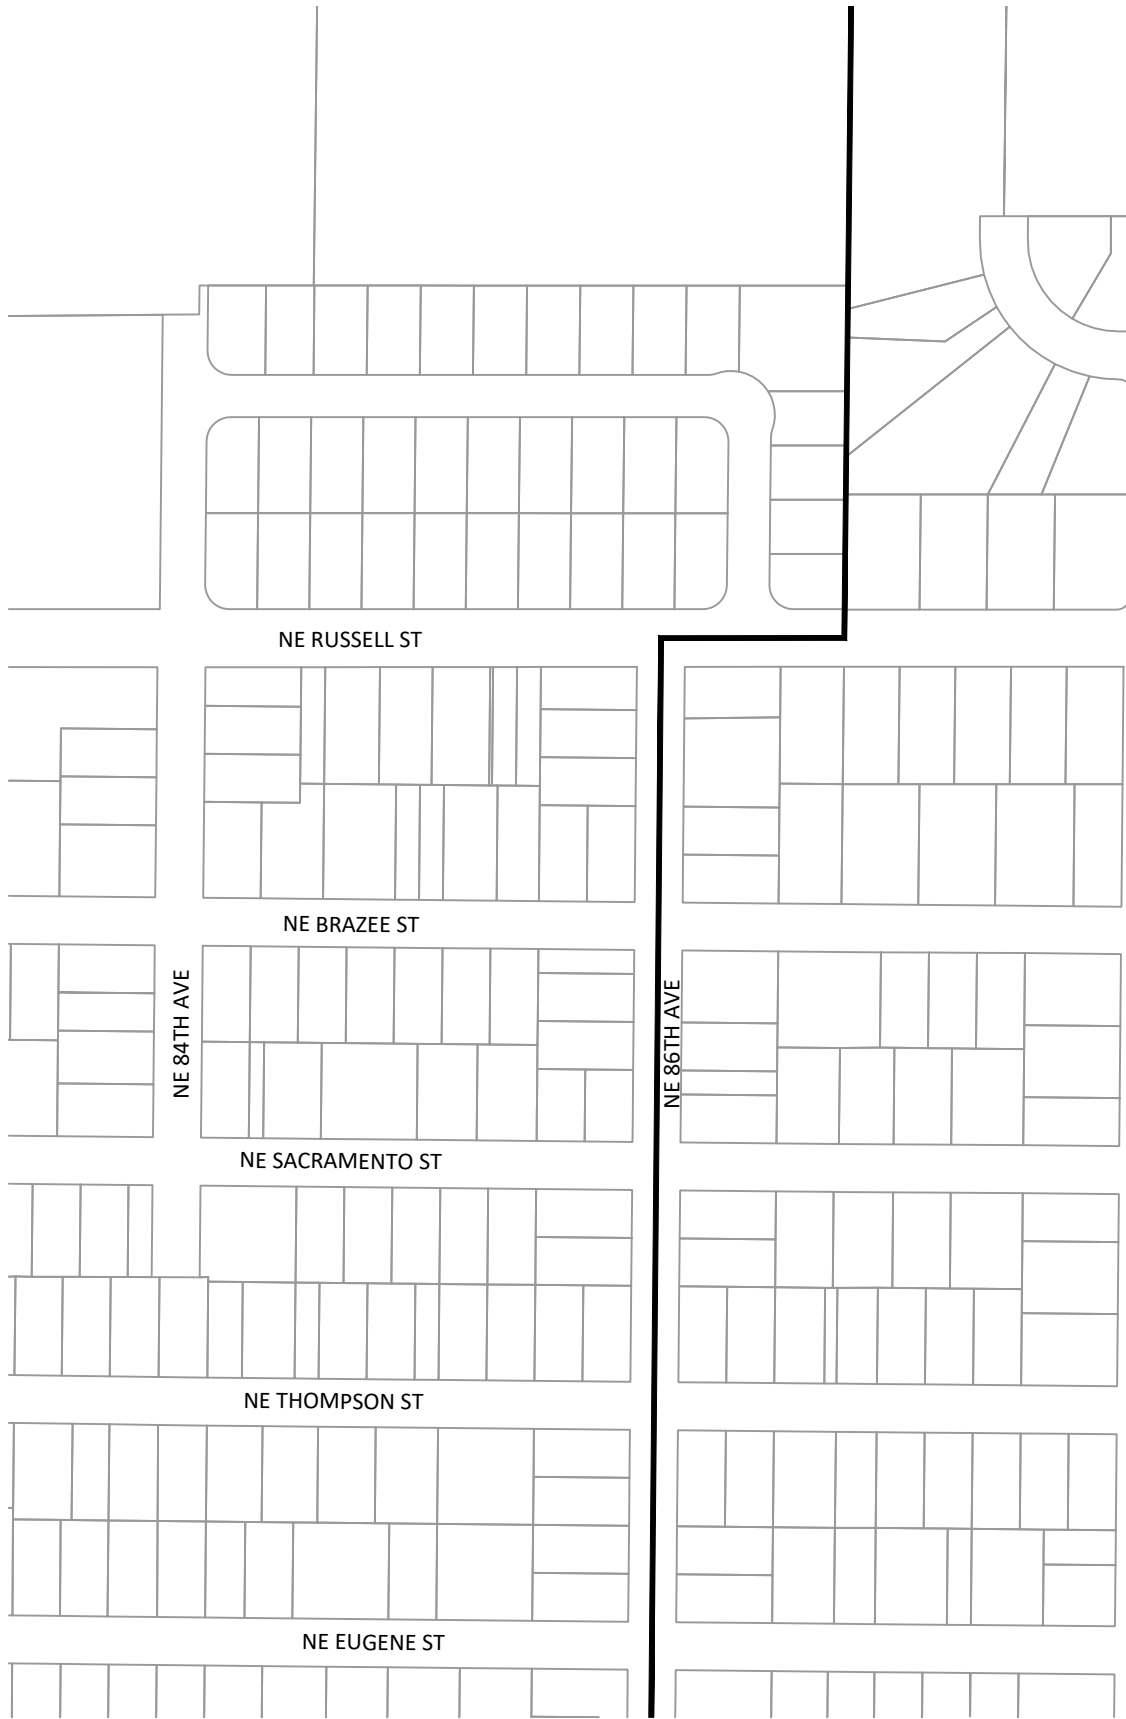 NE RUSSELL ST
NE BRAZEE ST
NE 84TH AVE
NE 86TH AVE
NE SACRAMENTO ST
NE THOMPSON ST
NE EUGENE ST